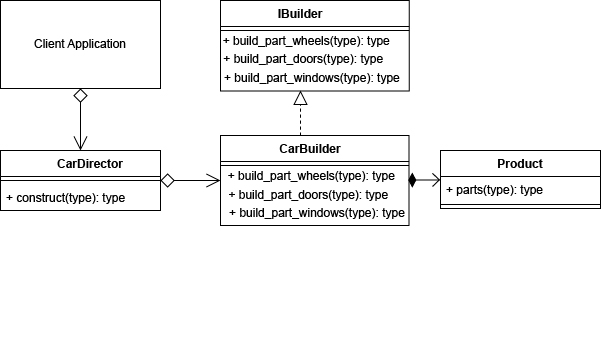 Client Application
IBuilder
+ build_part_wheels(type): type
+ build_part_doors(type): type
+ build_part_windows(type): type
CarDirector
+ construct(type): type
CarBuilder
+ build_part_wheels(type): type
+ build_part_doors(type): type
+ build_part_windows(type): type
Product
+ parts(type): type